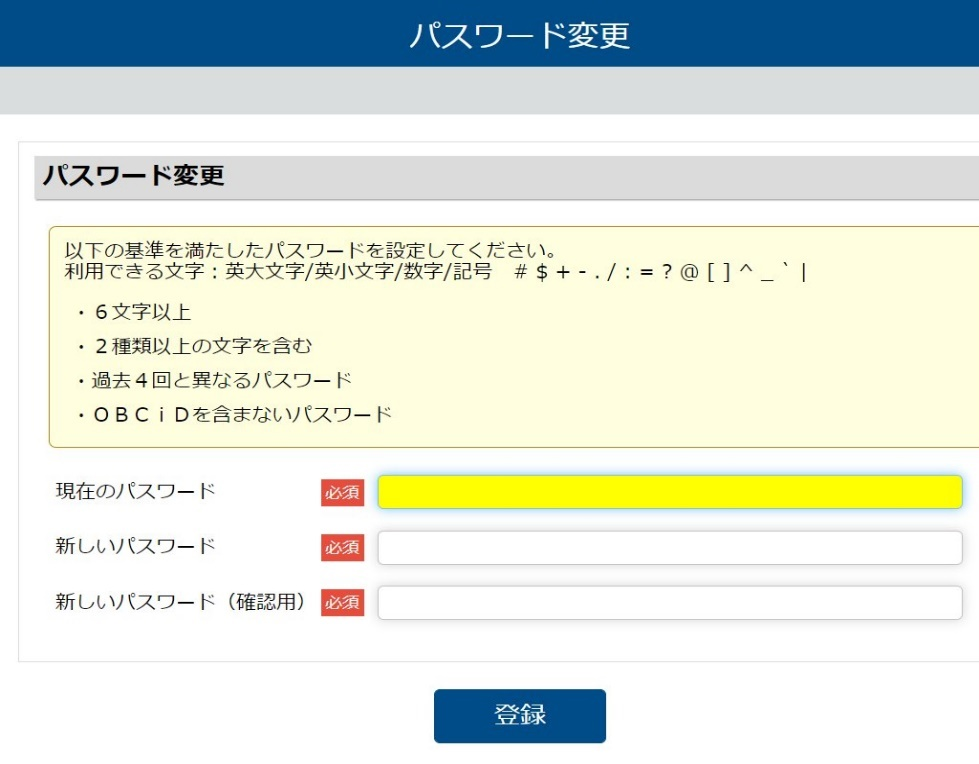 パスワード変更
パスワード変更
以下の基準を満たしたパスワードを設定してください。
利用できる文字：英大文字/英小文字/数字/記号　# $ + - . / : = ? @ [ ] ^ _ ` |
・６文字以上
・２種類以上の文字を含む
・過去４回と異なるパスワード
・ＯＢＣｉＤを含まないパスワード
現在のパスワード 必須
新しいパスワード 必須
新しいパスワード（確認用） 必須
登録